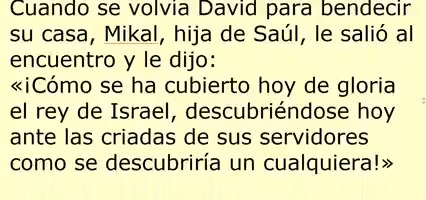 Cuando se volvía David para bendecir
su casa, Mikal, hija de Saúl, le salió al
encuentro y le dijo:
«¡Cómo se ha cubierto hoy de gloria
el rey de Israel, descubriéndose hoy
ante las criadas de sus servidores
como se descubriría un cualquiera!»